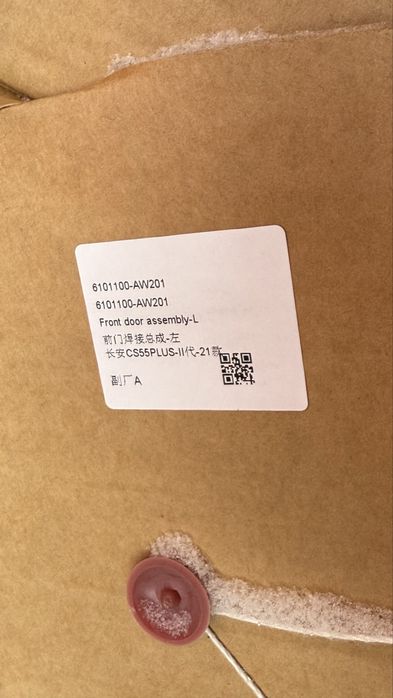 6101100-AW201
6101100-AW201
Front door assembly-L
前门焊接总成-左
长安CS55PLUS-II代-21款
副厂A